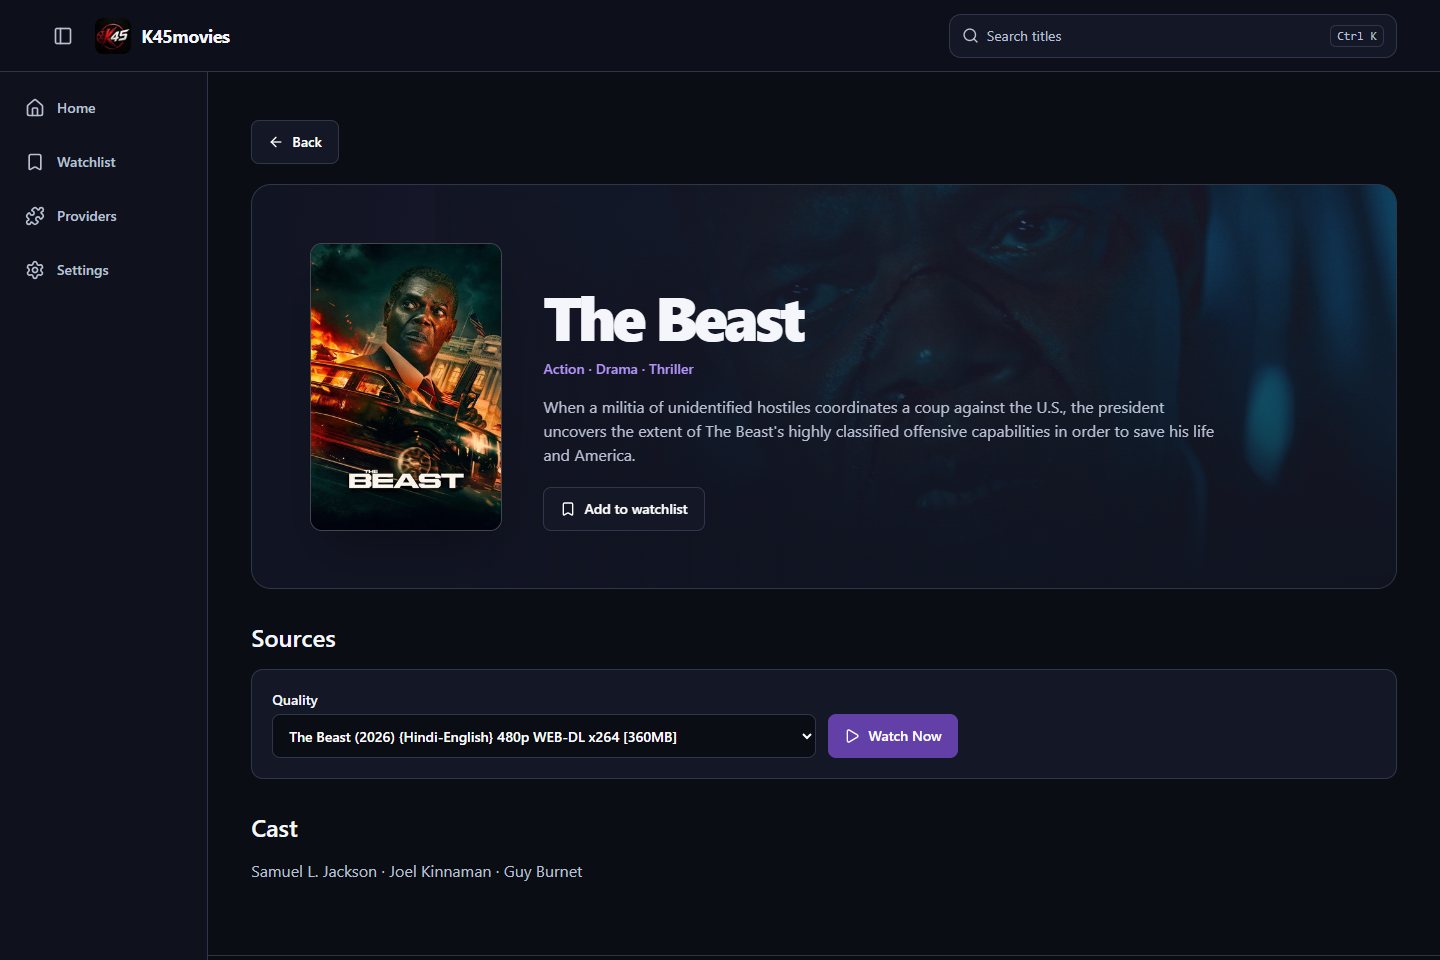 K45
K45movies
Search titles
Ctrl K
Home
Watchlist
Providers
Settings
Back
THE
BEAST
The Beast
Action · Drama · Thriller
When a militia of unidentified hostiles coordinates a coup against the U.S., the president
uncovers the extent of The Beast's highly classified offensive capabilities in order to save his life
and America.
Add to watchlist
Sources
Quality
The Beast (2026) {Hindi-English} 480p WEB-DL x264 [360MB]
Watch Now
Cast
Samuel L. Jackson · Joel Kinnaman · Guy Burnet